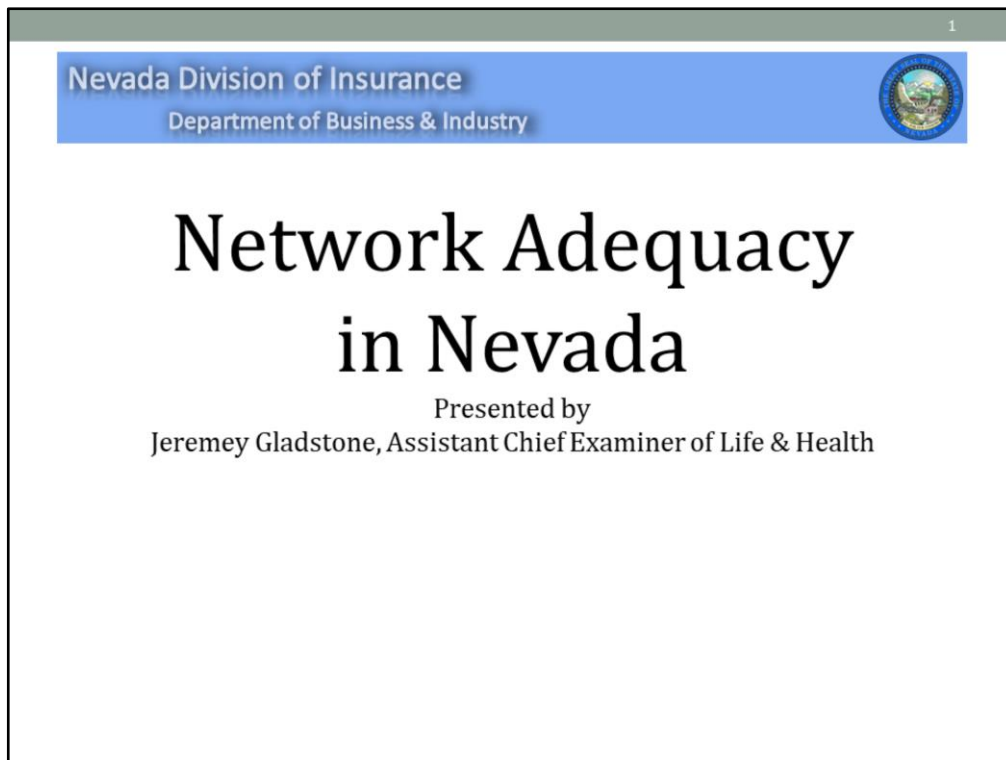 1
Nevada Division of Insurance
Department of Business & Industry
Network Adequacy
in Nevada
Presented by
Jeremey Gladstone, Assistant Chief Examiner of Life & Health